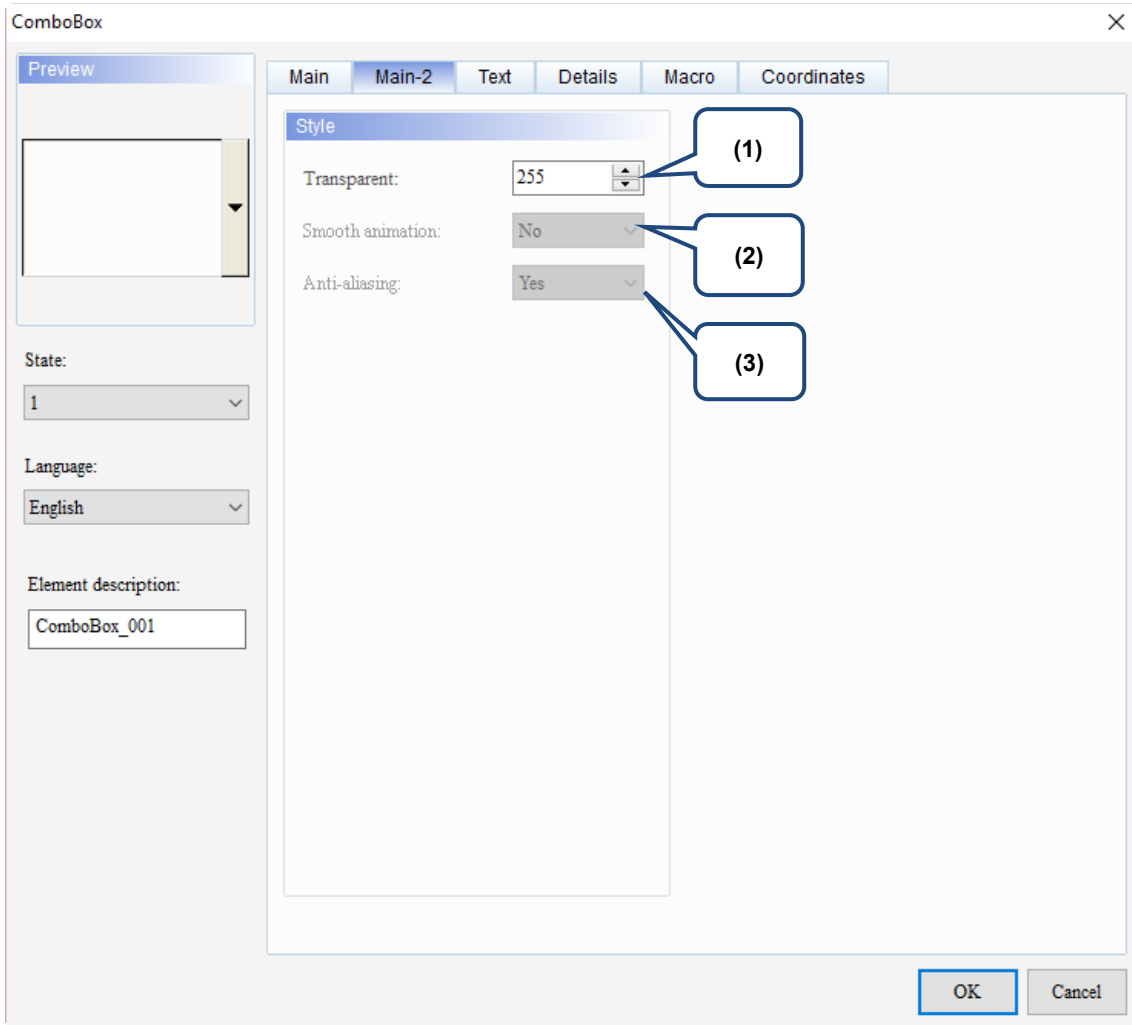 ComboBox
Preview
Main Main-2 Text Details Macro Coordinates
Style
Transparent: 255
(1)
Smooth animation: No
(2)
Anti-aliasing: Yes
(3)
State:
1
Language:
English
Element description:
ComboBox_001
OK Cancel